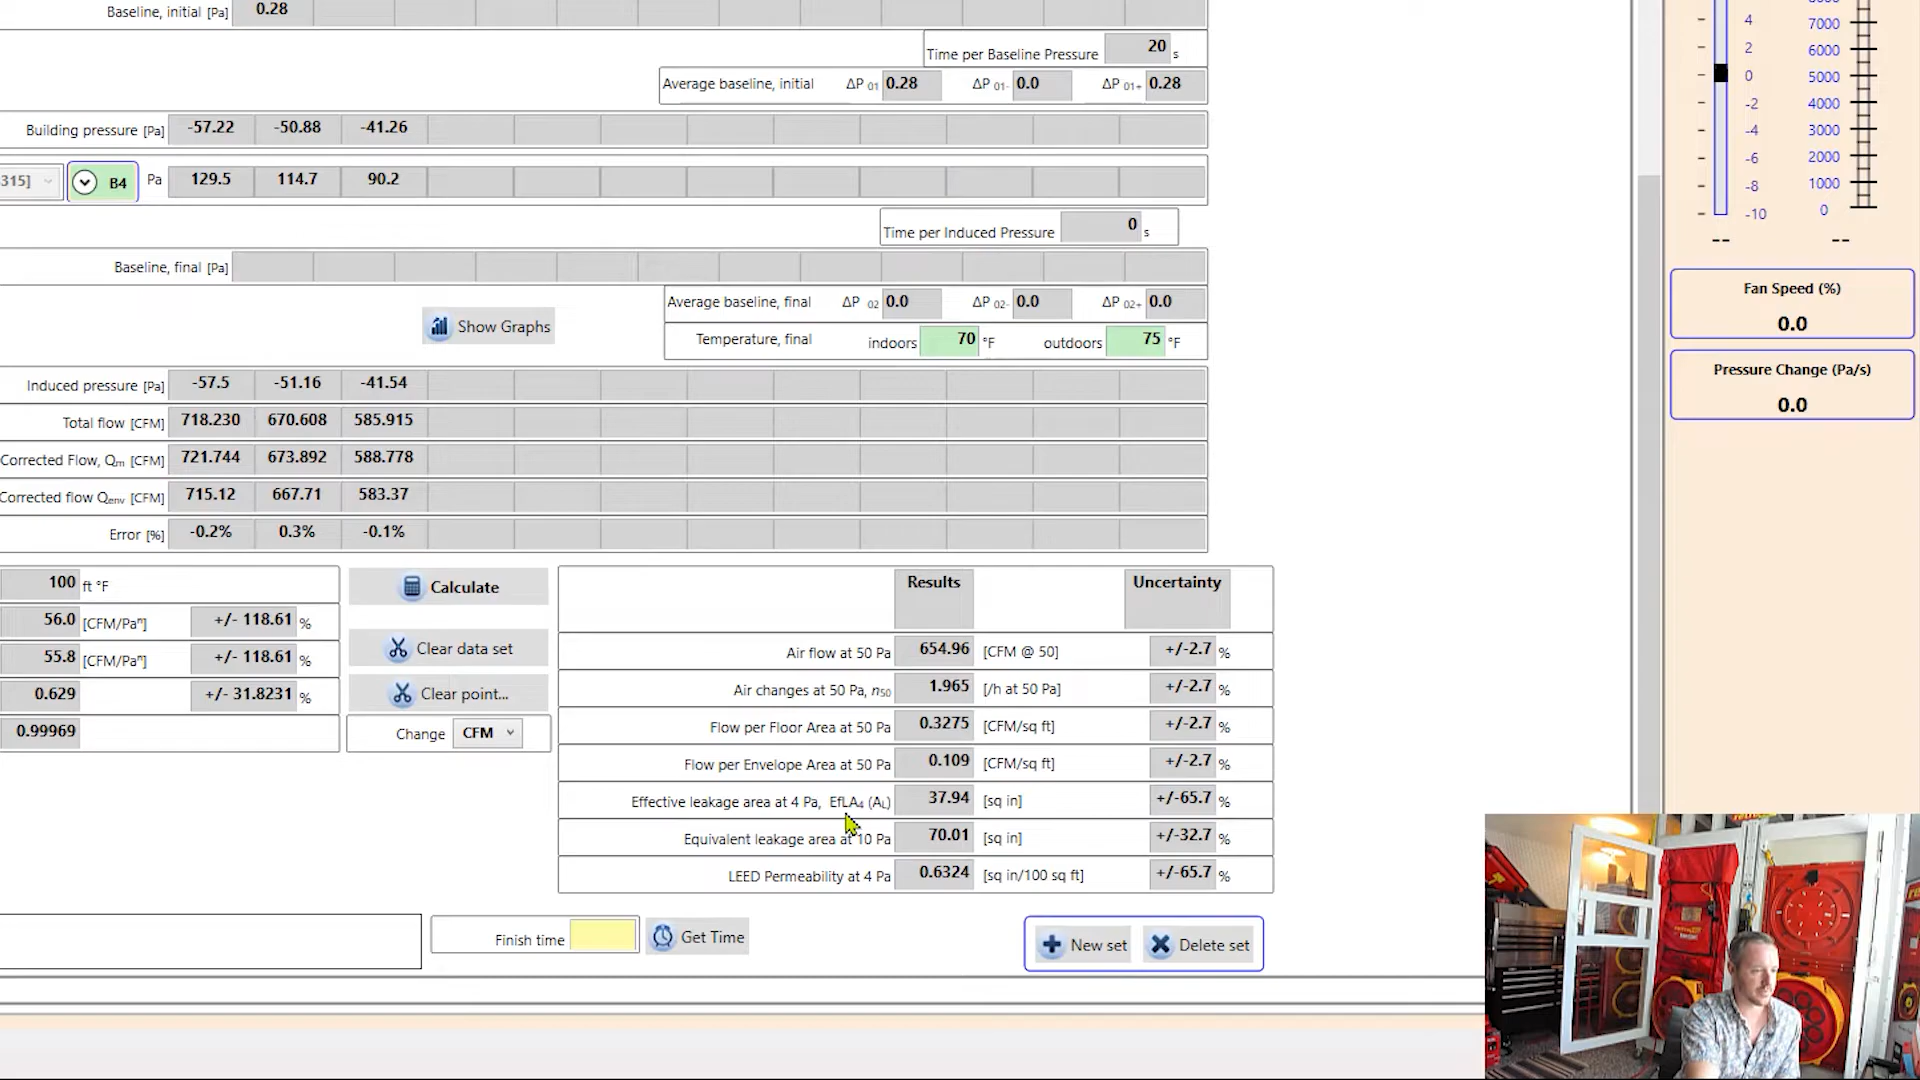 Baseline, initial [Pa] 0.28
Time per Baseline Pressure 20 s
Average baseline, initial ΔP 01 0.28 ΔP 01- 0.0 ΔP 01+ 0.28
Building pressure [Pa] -57.22 -50.88 -41.26
315] B4 Pa 129.5 114.7 90.2
Time per Induced Pressure 0 s
Baseline, final [Pa]
Average baseline, final ΔP 02 0.0 ΔP 02- 0.0 ΔP 02+ 0.0
Show Graphs
Temperature, final indoors 70 °F outdoors 75 °F
Induced pressure [Pa] -57.5 -51.16 -41.54
Total flow [CFM] 718.230 670.608 585.915
Corrected Flow, Qm [CFM] 721.744 673.892 588.778
Corrected flow Qenv [CFM] 715.12 667.71 583.37
Error [%] -0.2% 0.3% -0.1%
100 ft °F
56.0 [CFM/Paⁿ] +/- 118.61 %
55.8 [CFM/Paⁿ] +/- 118.61 %
0.629 +/- 31.8231 %
0.99969
Calculate
Clear data set
Clear point...
Change CFM
Results Uncertainty
Air flow at 50 Pa 654.96 [CFM @ 50] +/-2.7 %
Air changes at 50 Pa, n50 1.965 [/h at 50 Pa] +/-2.7 %
Flow per Floor Area at 50 Pa 0.3275 [CFM/sq ft] +/-2.7 %
Flow per Envelope Area at 50 Pa 0.109 [CFM/sq ft] +/-2.7 %
Effective leakage area at 4 Pa, EfLA4 (AL) 37.94 [sq in] +/-65.7 %
Equivalent leakage area at 10 Pa 70.01 [sq in] +/-32.7 %
LEED Permeability at 4 Pa 0.6324 [sq in/100 sq ft] +/-65.7 %
Finish time
Get Time
New set
Delete set
4
2
0
-2
-4
-6
-8
-10
--
7000
6000
5000
4000
3000
2000
1000
0
--
Fan Speed (%)
0.0
Pressure Change (Pa/s)
0.0